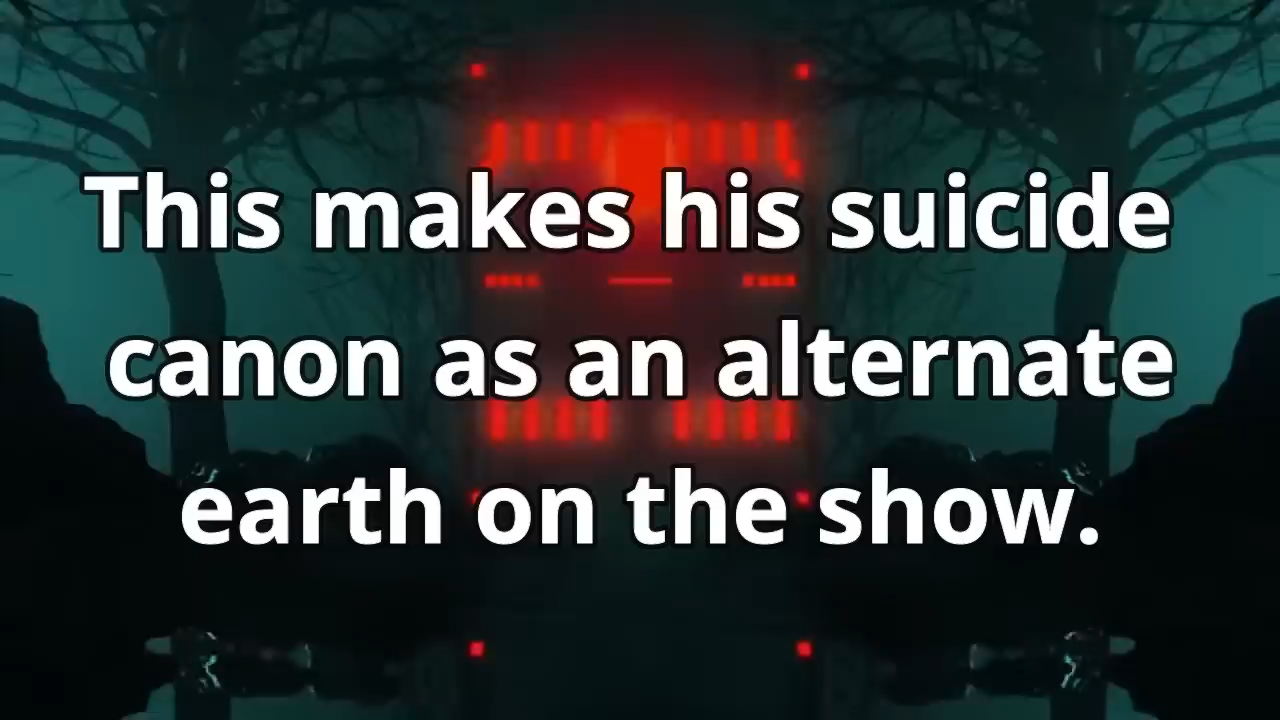 This makes his suicide
canon as an alternate
earth on the show.